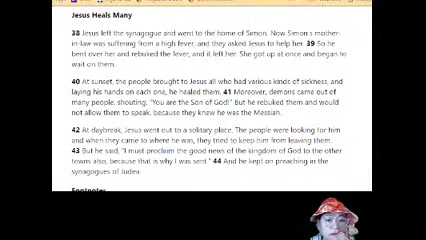 Jesus Heals Many
38 Jesus left the synagogue and went to the home of Simon. Now Simon's mother-
in-law was suffering from a high fever, and they asked Jesus to help her. 39 So he
bent over her and rebuked the fever, and it left her. She got up at once and began to
wait on them.
40 At sunset, the people brought to Jesus all who had various kinds of sickness, and
laying his hands on each one, he healed them. 41 Moreover, demons came out of
many people, shouting, "You are the Son of God!" But he rebuked them and would
not allow them to speak, because they knew he was the Messiah.
42 At daybreak, Jesus went out to a solitary place. The people were looking for him
and when they came to where he was, they tried to keep him from leaving them.
43 But he said, "I must proclaim the good news of the kingdom of God to the other
towns also, because that is why I was sent." 44 And he kept on preaching in the
synagogues of Judea.
Footnotes